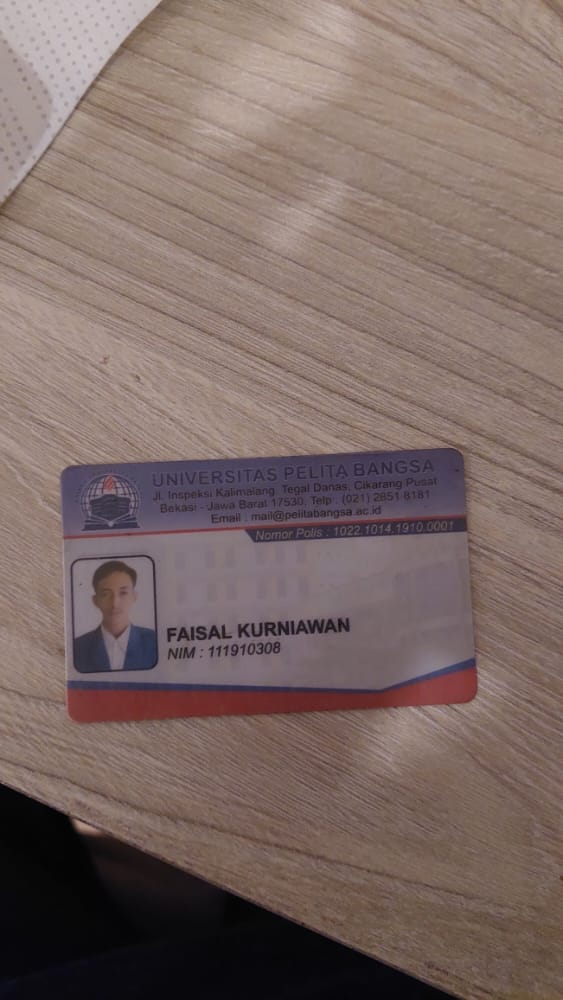 UNIVERSITAS PELITA BANGSA
Jl. Inspeksi Kalimalang, Tegal Danas, Cikarang Pusat
Bekasi - Jawa Barat 17530, Telp : (021) 2851 8181
Email : mail@pelitabangsa.ac.id
Nomor Polis : 1022.1014.1910.0001
FAISAL KURNIAWAN
NIM : 111910308